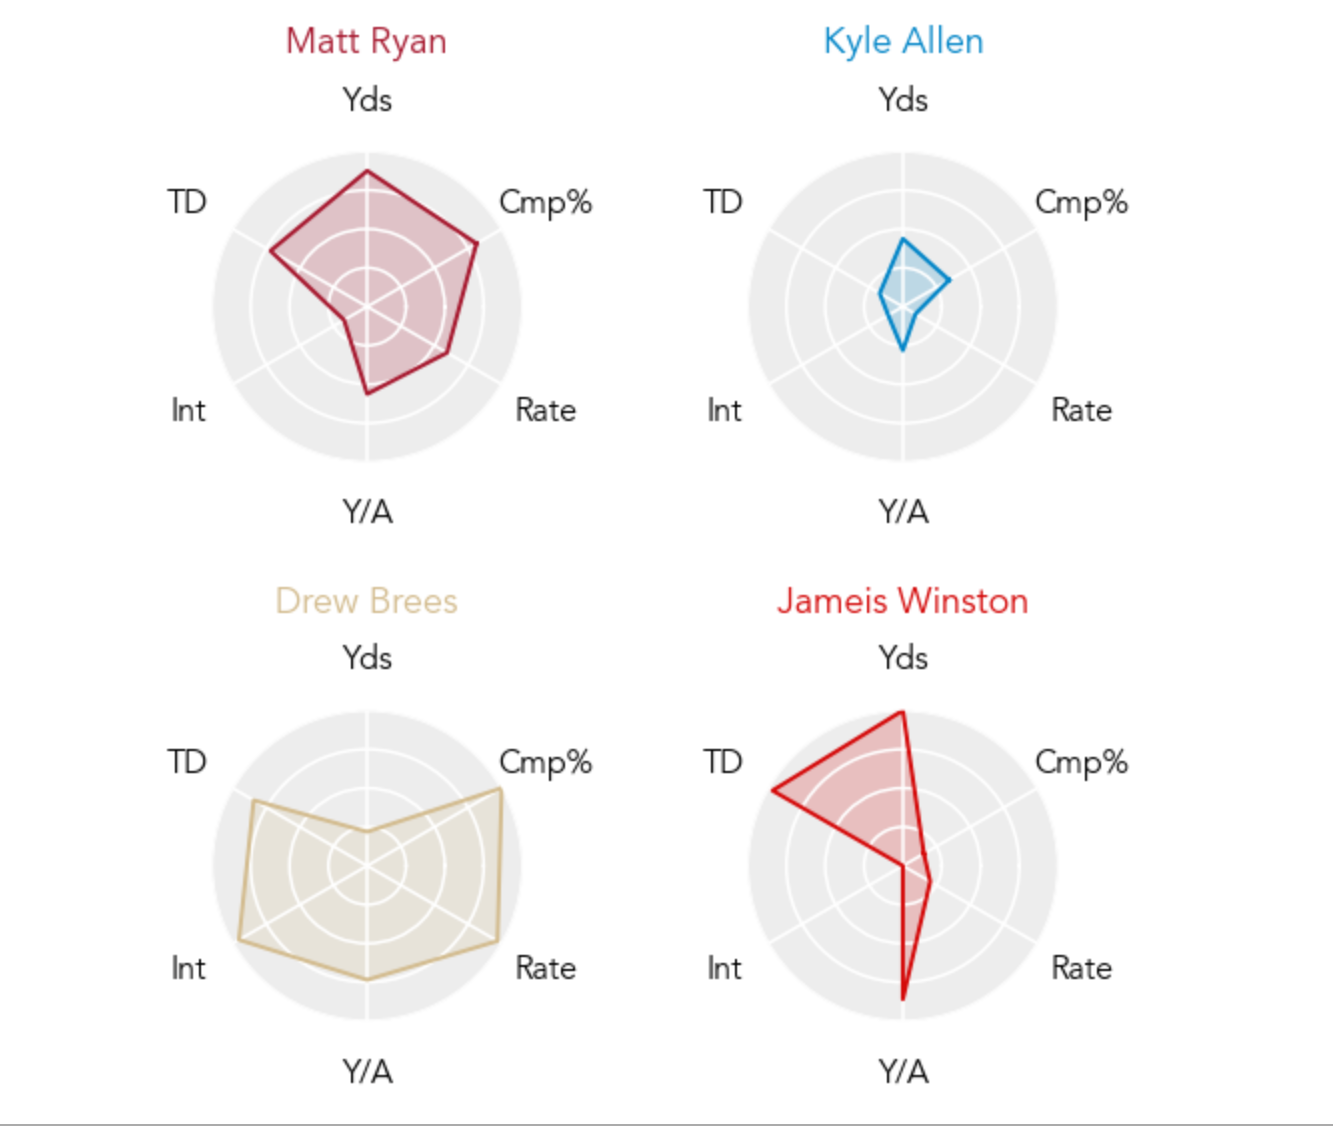 Matt Ryan
Yds
TD
Cmp%
Int
Rate
Y/A
Kyle Allen
Yds
TD
Cmp%
Int
Rate
Y/A
Drew Brees
Yds
TD
Cmp%
Int
Rate
Y/A
Jameis Winston
Yds
TD
Cmp%
Int
Rate
Y/A